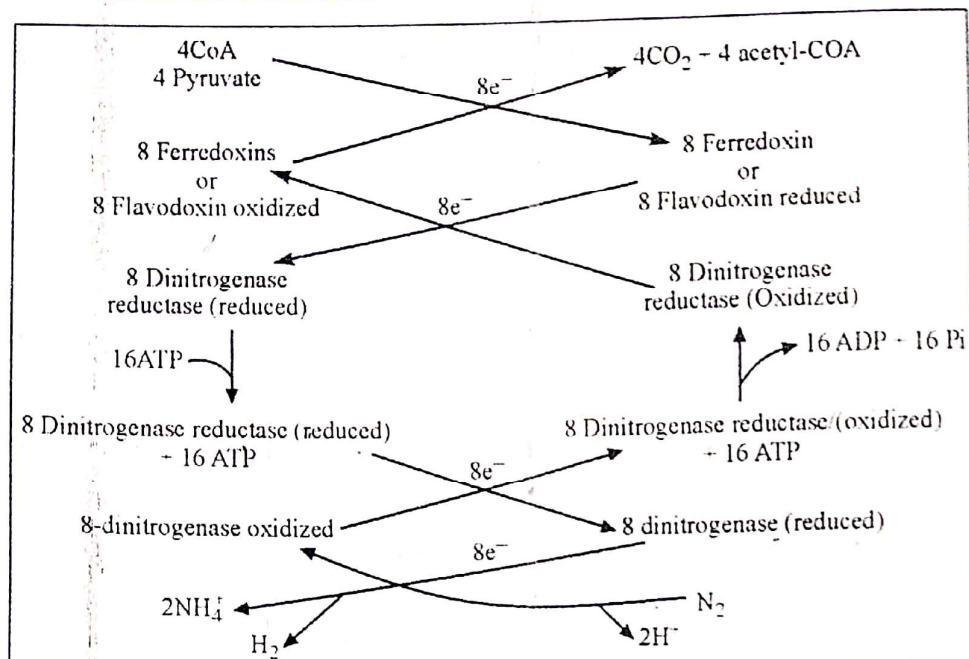 4CoA
4 Pyruvate
8e⁻
4CO₂ – 4 acetyl-COA
8 Ferredoxins
or
8 Flavodoxin oxidized
8 Ferredoxin
or
8 Flavodoxin reduced
8e⁻
8 Dinitrogenase
reductase (reduced)
8 Dinitrogenase
reductase (Oxidized)
16ATP
16 ADP – 16 Pi
8 Dinitrogenase reductase (reduced)
– 16 ATP
8 Dinitrogenase reductase (oxidized)
– 16 ATP
8e⁻
8-dinitrogenase oxidized
8 dinitrogenase (reduced)
8e⁻
2NH₄⁺
N₂
H₂
2H⁻